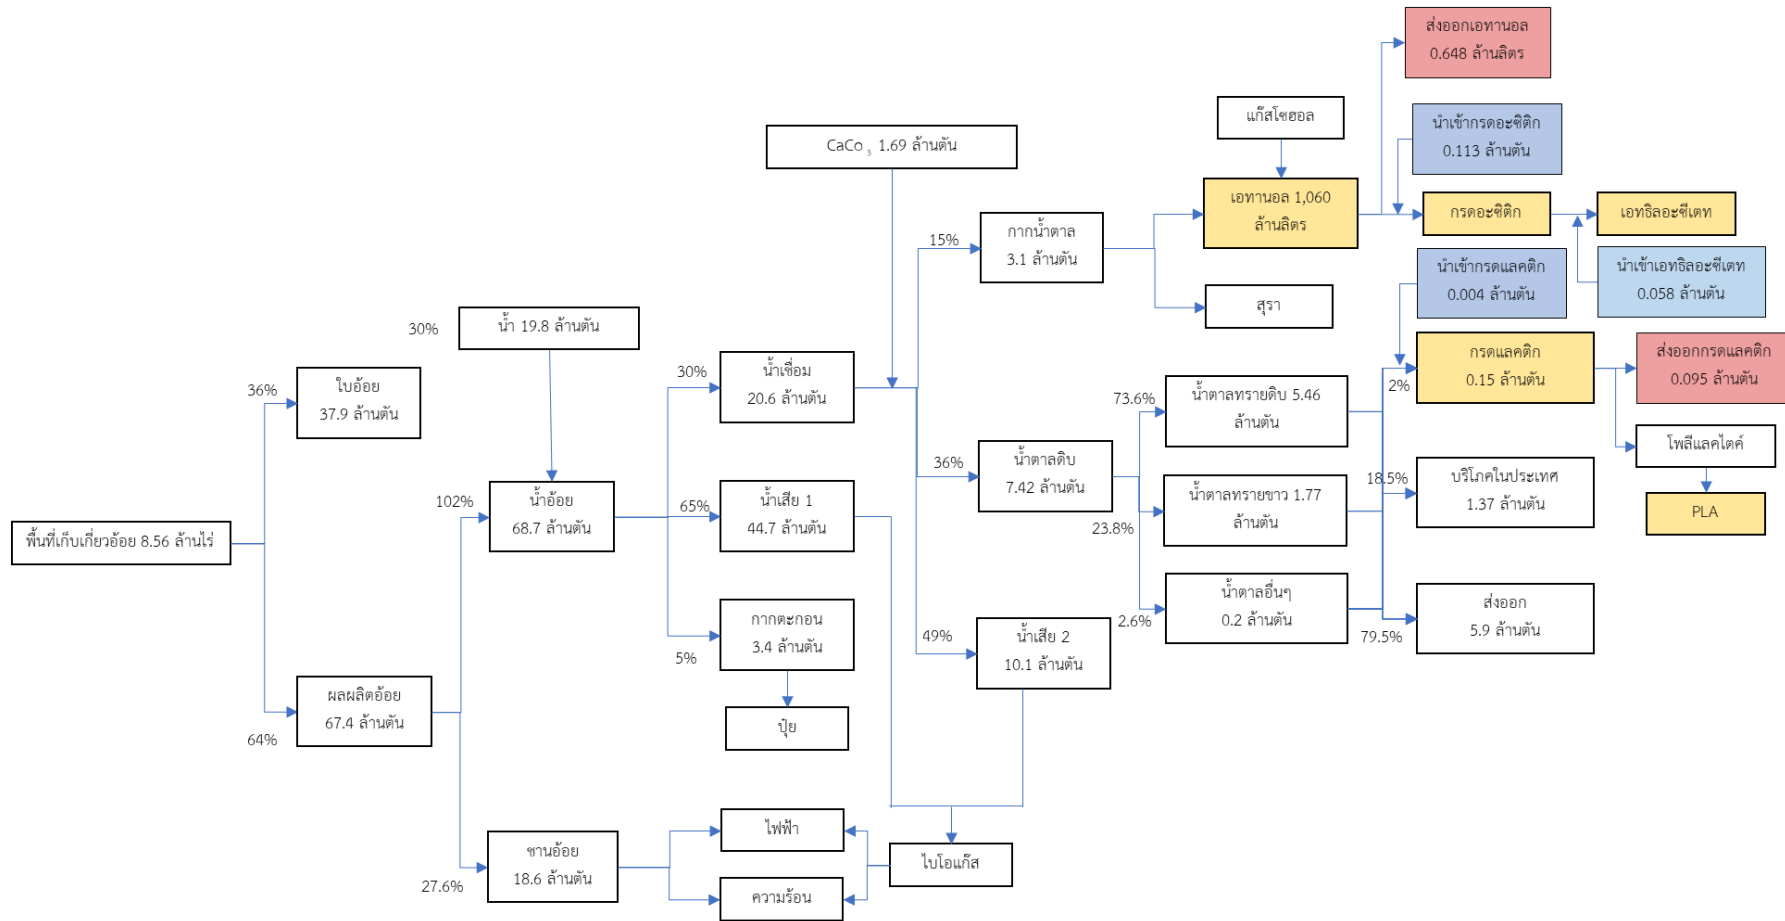 พื้นที่เก็บเกี่ยวอ้อย 8.56 ล้านไร่
36%
ใบอ้อย
37.9 ล้านตัน
64%
ผลผลิตอ้อย
67.4 ล้านตัน
30%
น้ำ 19.8 ล้านตัน
102%
น้ำอ้อย
68.7 ล้านตัน
27.6%
ชานอ้อย
18.6 ล้านตัน
30%
น้ำเชื่อม
20.6 ล้านตัน
65%
น้ำเสีย 1
44.7 ล้านตัน
5%
กากตะกอน
3.4 ล้านตัน
ปุ๋ย
ไฟฟ้า
ความร้อน
ไบโอแก๊ส
CaCo3 1.69 ล้านตัน
15%
กากน้ำตาล
3.1 ล้านตัน
36%
น้ำตาลดิบ
7.42 ล้านตัน
49%
น้ำเสีย 2
10.1 ล้านตัน
แก๊สโซฮอล
เอทานอล 1,060
ล้านลิตร
สุรา
73.6%
น้ำตาลทรายดิบ 5.46
ล้านตัน
23.8%
น้ำตาลทรายขาว 1.77
ล้านตัน
2.6%
น้ำตาลอื่นๆ
0.2 ล้านตัน
ส่งออกเอทานอล
0.648 ล้านลิตร
นำเข้ากรดอะซิติก
0.113 ล้านตัน
กรดอะซิติก
เอทธิลอะซีเตท
นำเข้ากรดแลคติก
0.004 ล้านตัน
นำเข้าเอทธิลอะซีเตท
0.058 ล้านตัน
2%
กรดแลคติก
0.15 ล้านตัน
ส่งออกกรดแลคติก
0.095 ล้านตัน
โพลีแลคไตค์
PLA
18.5%
บริโภคในประเทศ
1.37 ล้านตัน
79.5%
ส่งออก
5.9 ล้านตัน